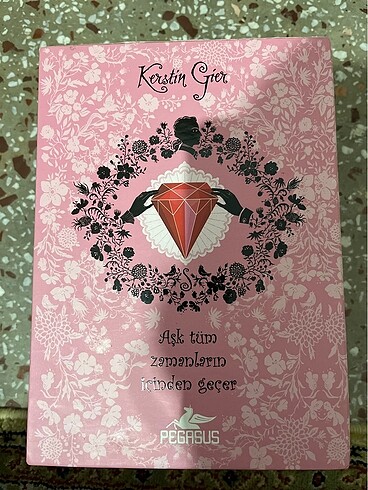 Kerstin Gier
Aşk tüm
zamanların
içinden geçer
PEGASUS